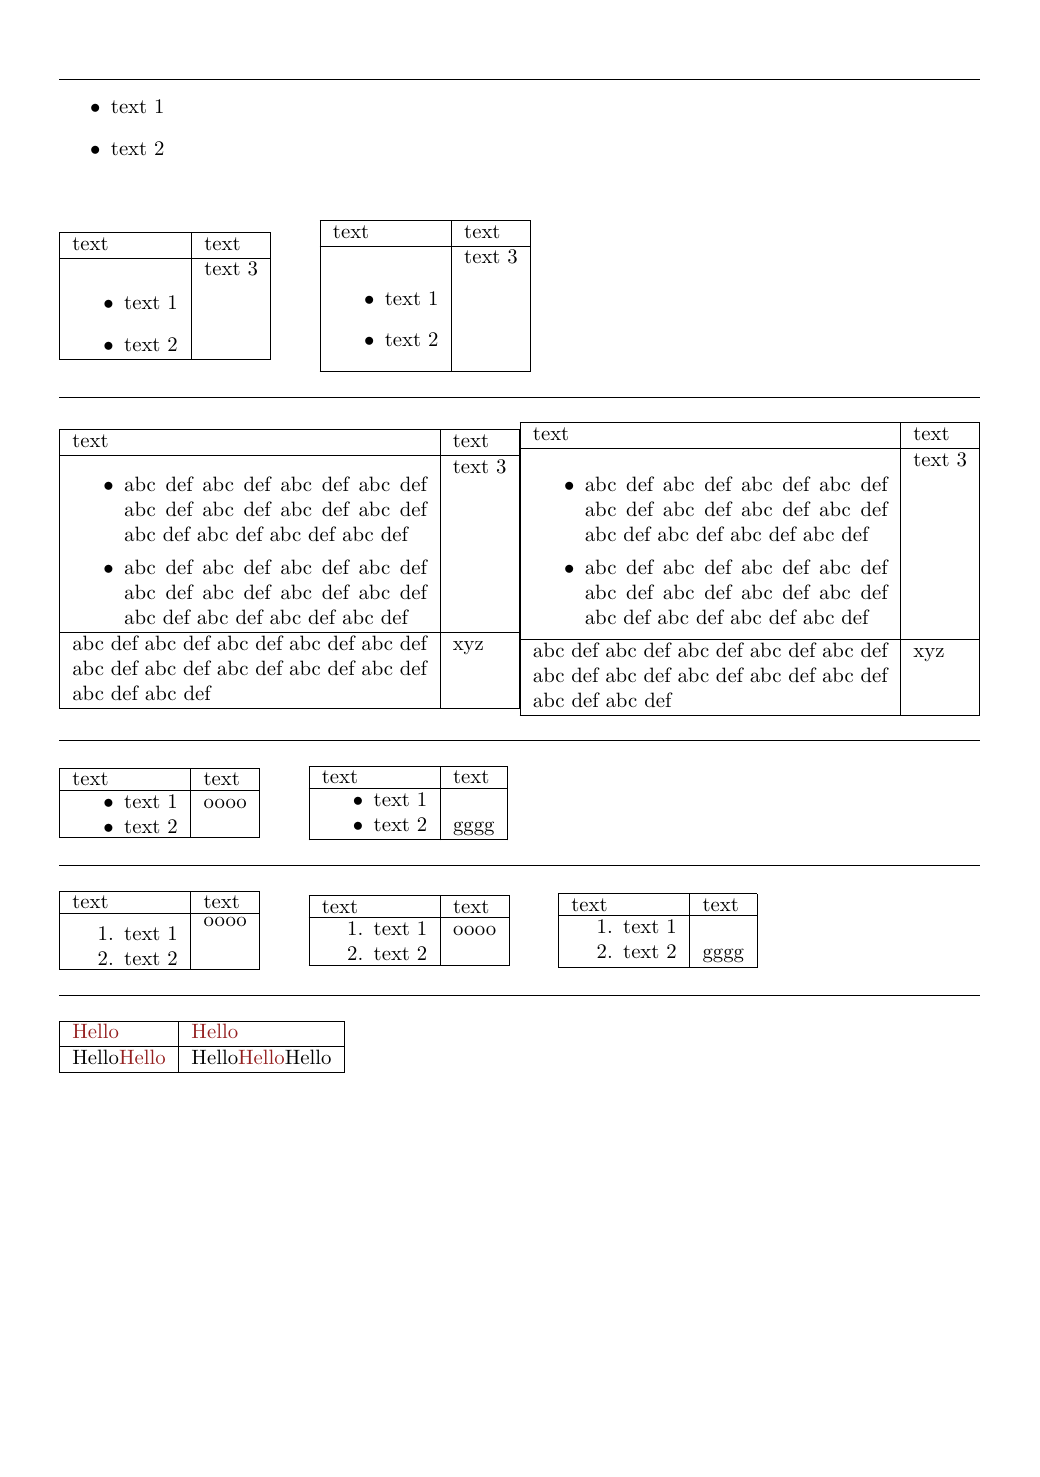 • text 1
• text 2
text text
text 3
• text 1
• text 2
text text
text 3
• text 1
• text 2
text text
text 3
• abc def abc def abc def abc def
abc def abc def abc def abc def
abc def abc def abc def abc def
• abc def abc def abc def abc def
abc def abc def abc def abc def
abc def abc def abc def abc def
abc def abc def abc def abc def abc def xyz
abc def abc def abc def abc def abc def
abc def abc def
text text
text 3
• abc def abc def abc def abc def
abc def abc def abc def abc def
abc def abc def abc def abc def
• abc def abc def abc def abc def
abc def abc def abc def abc def
abc def abc def abc def abc def
abc def abc def abc def abc def abc def xyz
abc def abc def abc def abc def abc def
abc def abc def
text text
• text 1 oooo
• text 2
text text
• text 1
• text 2 gggg
text text
oooo
1. text 1
2. text 2
text text
1. text 1 oooo
2. text 2
text text
1. text 1
2. text 2 gggg
Hello Hello
HelloHello HelloHelloHello